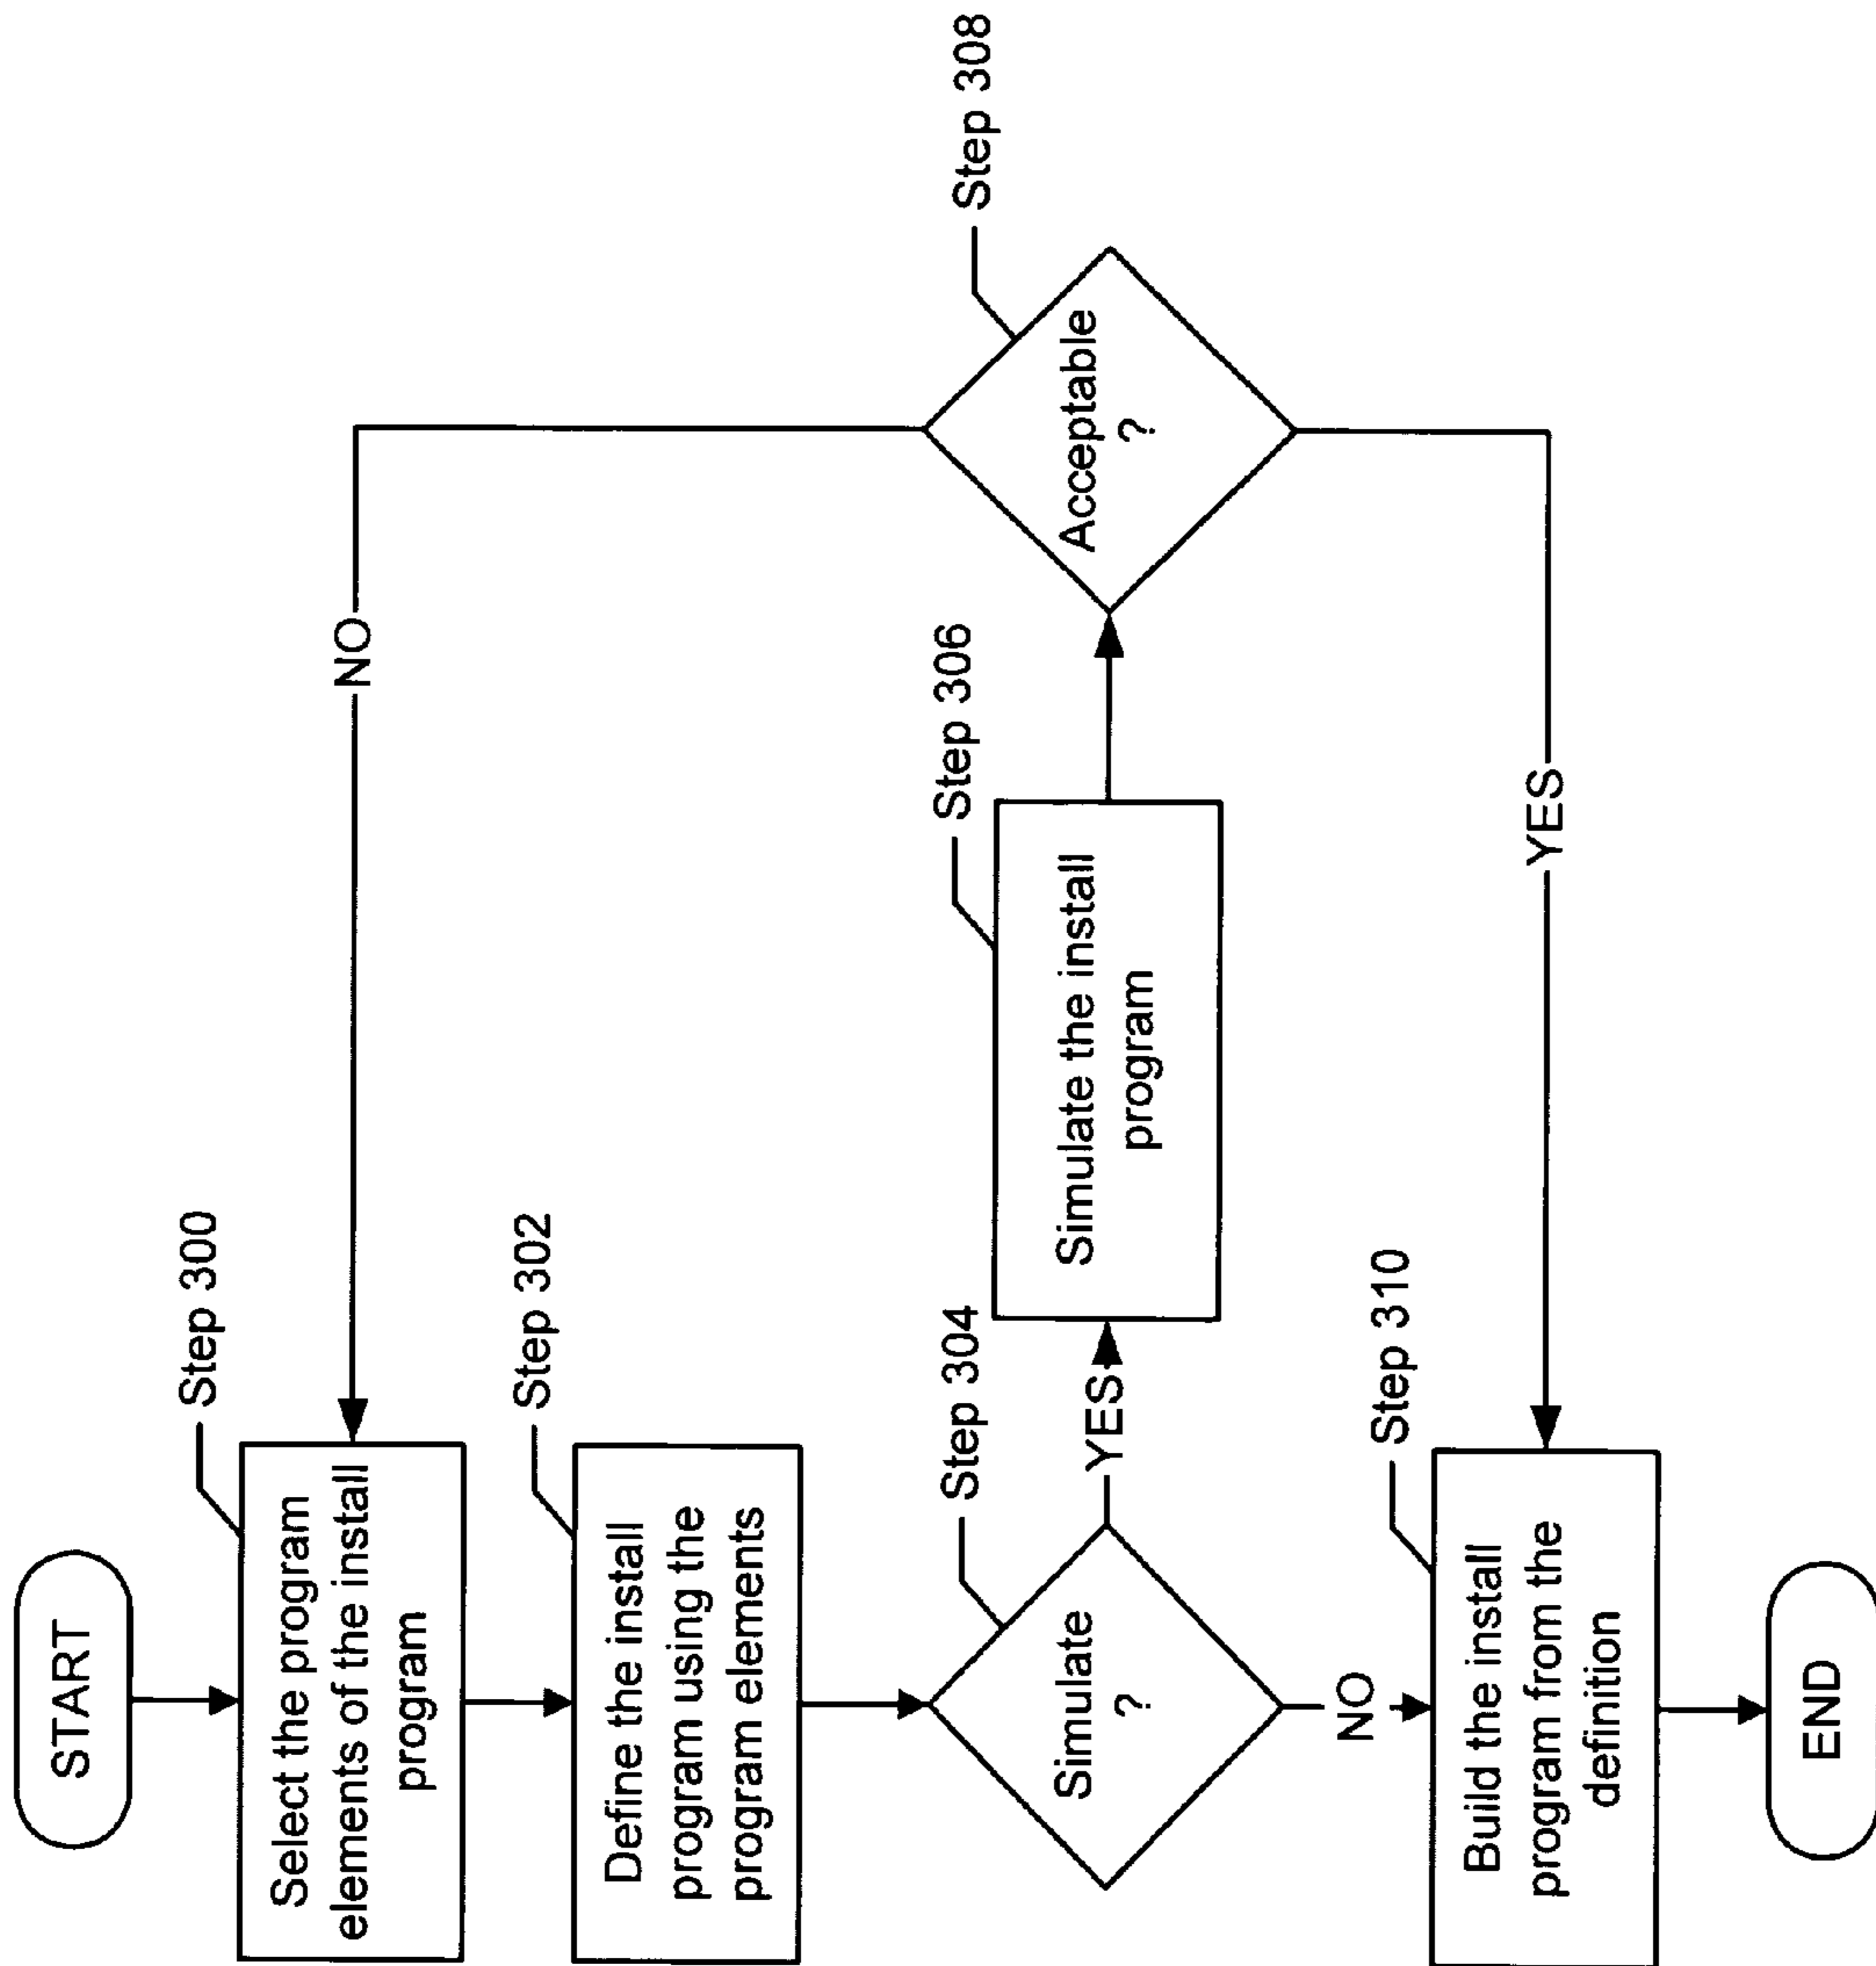 START
Step 300
Select the program
elements of the install
program
NO
Step 302
Define the install
program using the
program elements
Step 304
Simulate
?
YES
Step 306
Simulate the install
program
Step 308
Acceptable
?
NO
YES
Step 310
Build the install
program from the
definition
END